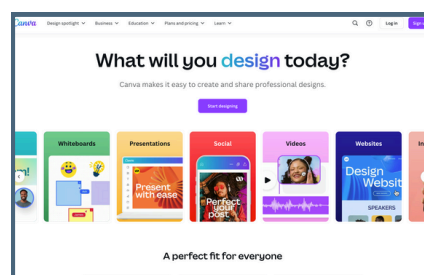 Canva
Design spotlight Business Education Plans and pricing Learn
Log in
Sign u
What will you design today?
Canva makes it easy to create and share professional designs.
Start designing
Whiteboards
Presentations
Present
with ease
Social
Perfect
your
post
Videos
Websites
Design
Websit
SPEAKERS
In
A perfect fit for everyone